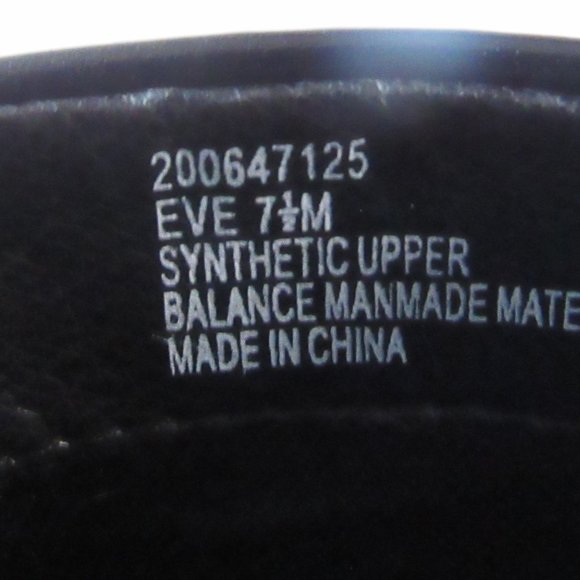 200647125
EVE 7½M
SYNTHETIC UPPER
BALANCE MANMADE MATE
MADE IN CHINA